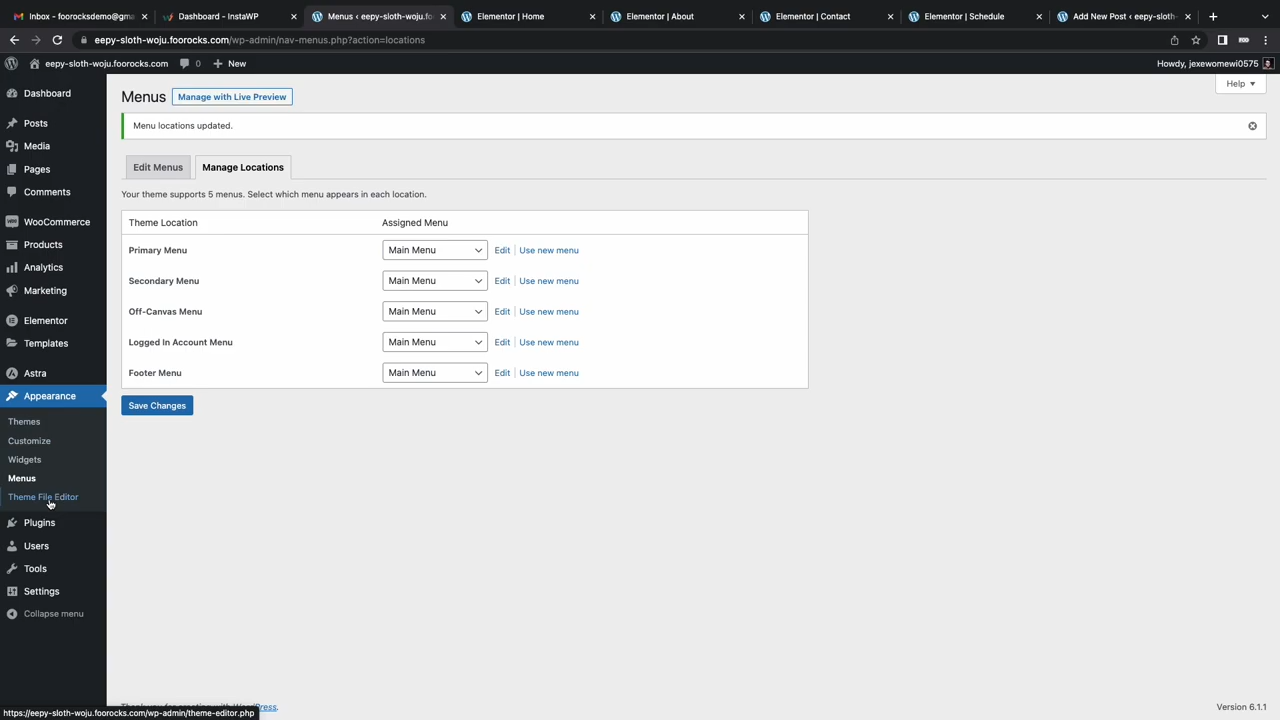 Inbox - foorocksdemo@gma
Dashboard - InstaWP
Menus ‹ eepy-sloth-woju.fo
Elementor | Home
Elementor | About
Elementor | Contact
Elementor | Schedule
Add New Post ‹ eepy-sloth-
eepy-sloth-woju.foorocks.com/wp-admin/nav-menus.php?action=locations
eepy-sloth-woju.foorocks.com 0 New Howdy, jexewomewi0575
Help
Menus Manage with Live Preview
Menu locations updated.
Edit Menus Manage Locations
Your theme supports 5 menus. Select which menu appears in each location.
Theme Location Assigned Menu
Primary Menu Main Menu Edit | Use new menu
Secondary Menu Main Menu Edit | Use new menu
Off-Canvas Menu Main Menu Edit | Use new menu
Logged In Account Menu Main Menu Edit | Use new menu
Footer Menu Main Menu Edit | Use new menu
Save Changes
Dashboard
Posts
Media
Pages
Comments
WooCommerce
Products
Analytics
Marketing
Elementor
Templates
Astra
Appearance
Themes
Customize
Widgets
Menus
Theme File Editor
Plugins
Users
Tools
Settings
Collapse menu
https://eepy-sloth-woju.foorocks.com/wp-admin/theme-editor.php
Version 6.1.1